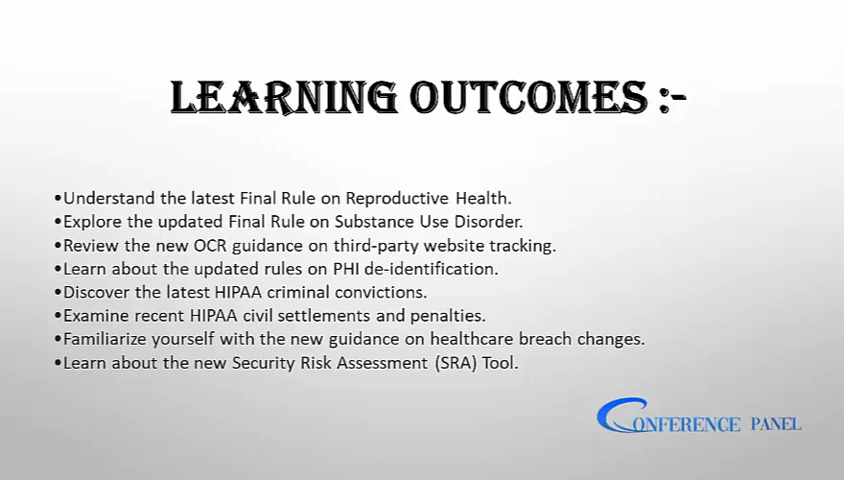 LEARNING OUTCOMES :-
•Understand the latest Final Rule on Reproductive Health.
•Explore the updated Final Rule on Substance Use Disorder.
•Review the new OCR guidance on third-party website tracking.
•Learn about the updated rules on PHI de-identification.
•Discover the latest HIPAA criminal convictions.
•Examine recent HIPAA civil settlements and penalties.
•Familiarize yourself with the new guidance on healthcare breach changes.
•Learn about the new Security Risk Assessment (SRA) Tool.
CONFERENCE PANEL